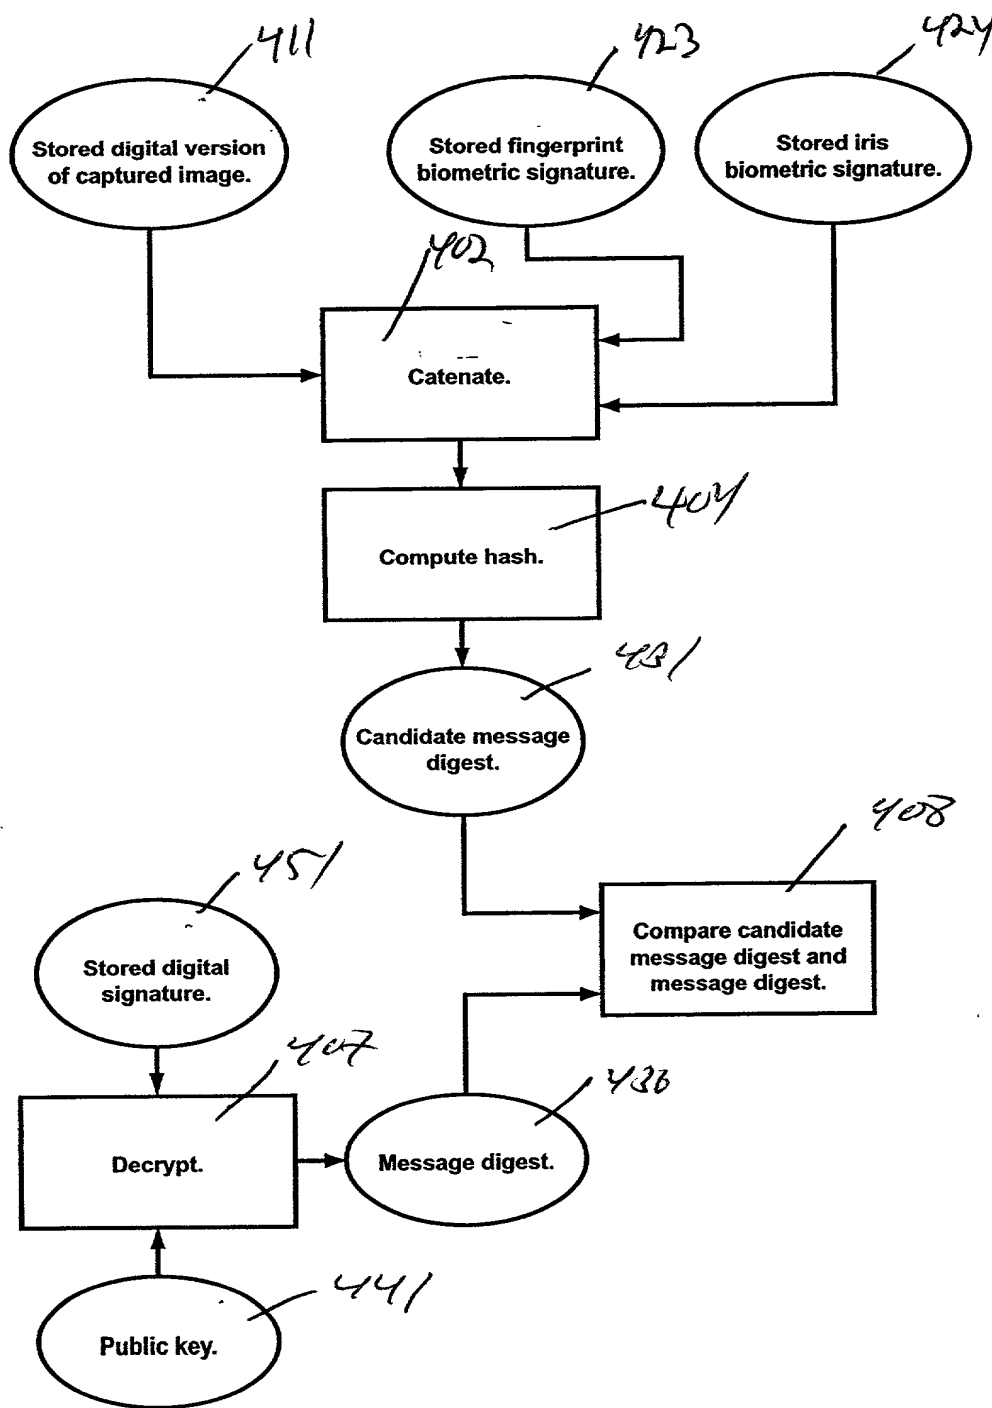 411
423
424
Stored digital version
of captured image.
Stored fingerprint
biometric signature.
Stored iris
biometric signature.
402
Catenate.
404
Compute hash.
431
Candidate message
digest.
408
Compare candidate
message digest and
message digest.
451
Stored digital
signature.
407
Decrypt.
430
Message digest.
441
Public key.